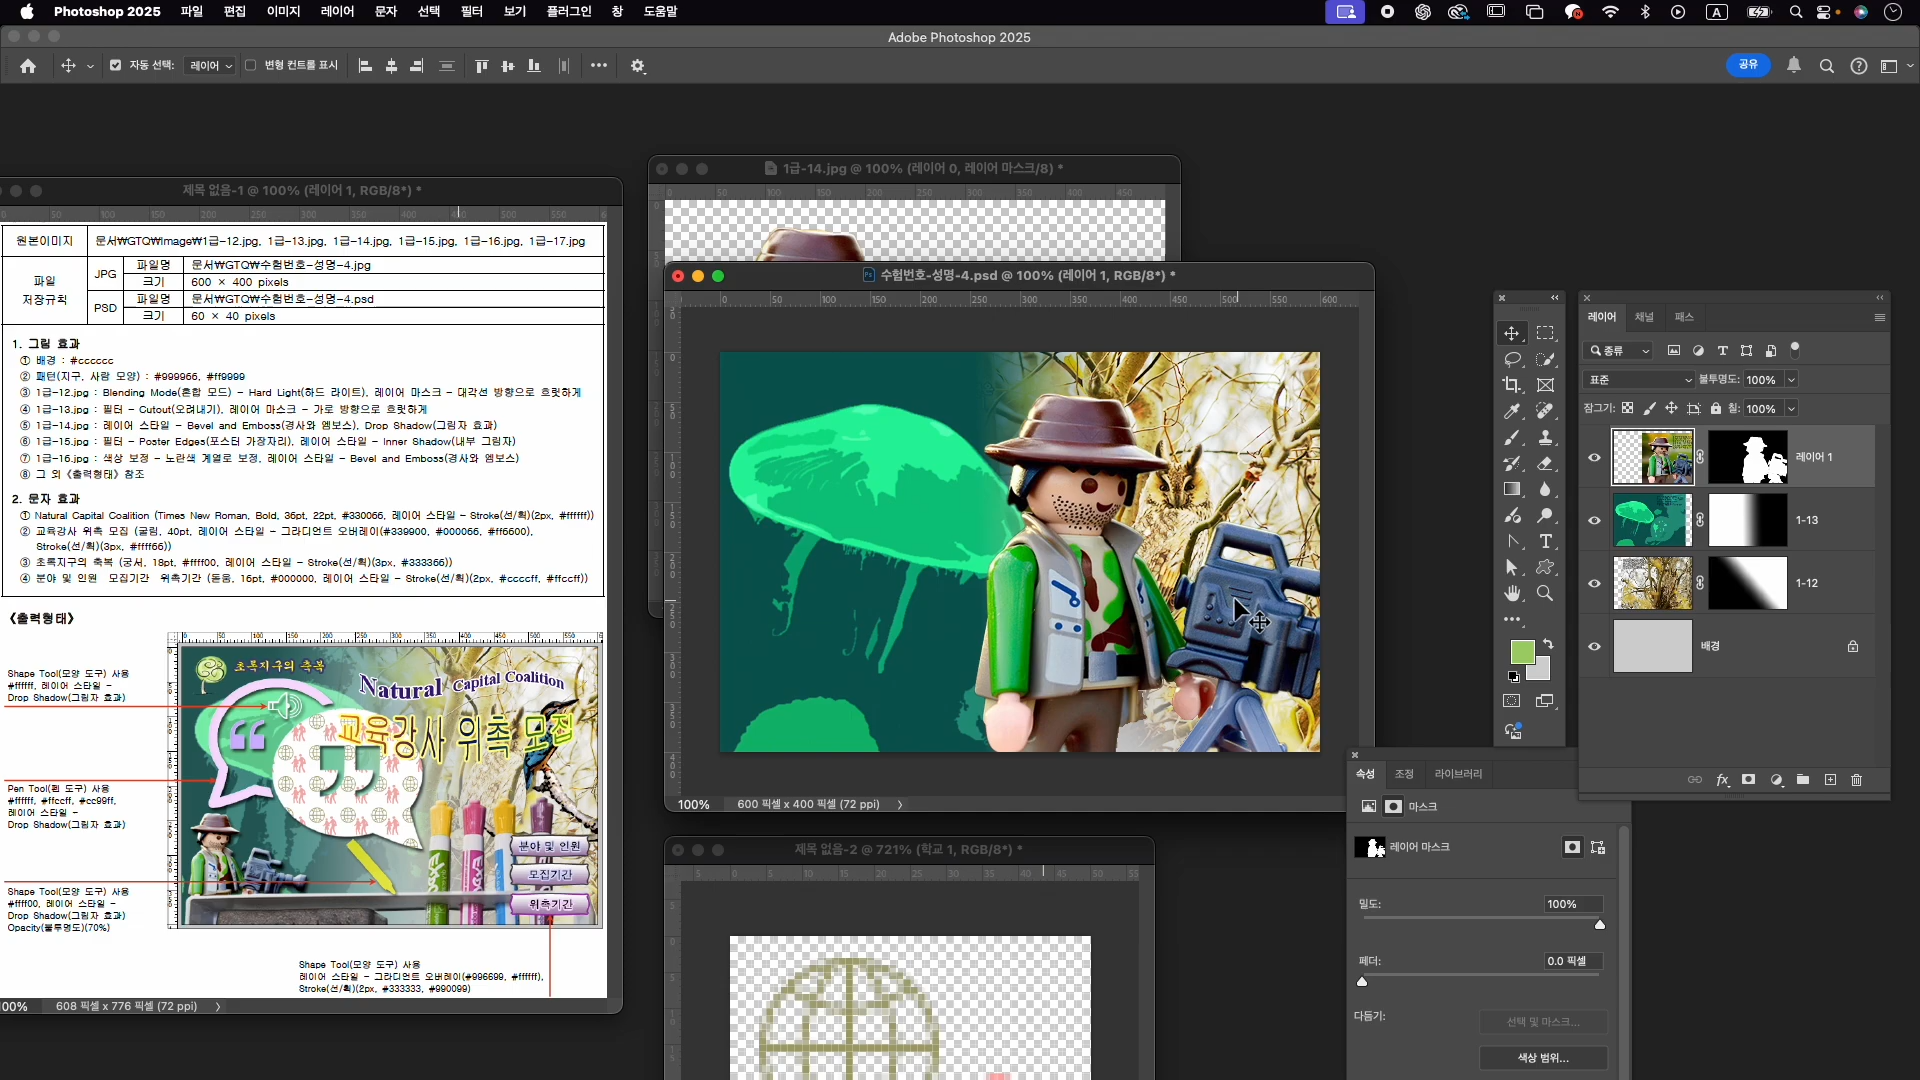 Photoshop 2025 파일 편집 이미지 레이어 문자 선택 필터 보기 플러그인 창 도움말
Adobe Photoshop 2025
자동 선택: 레이어 변형 컨트롤 표시 공유
제목 없음-1 @ 100% (레이어 1, RGB/8*) *
원본이미지 문서₩GTQ₩Image₩1급-12.jpg, 1급-13.jpg, 1급-14.jpg, 1급-15.jpg, 1급-16.jpg, 1급-17.jpg
파일 저장규칙
JPG 파일명 문서₩GTQ₩수험번호-성명-4.jpg
크기 600 × 400 pixels
PSD 파일명 문서₩GTQ₩수험번호-성명-4.psd
크기 60 × 40 pixels
1. 그림 효과
① 배경 : #cccccc
② 패턴(지구, 사람 모양) : #999966, #ff9999
③ 1급-12.jpg : Blending Mode(혼합 모드) - Hard Light(하드 라이트), 레이어 마스크 - 대각선 방향으로 흐릿하게
④ 1급-13.jpg : 필터 - Cutout(오려내기), 레이어 마스크 - 가로 방향으로 흐릿하게
⑤ 1급-14.jpg : 레이어 스타일 - Bevel and Emboss(경사와 엠보스), Drop Shadow(그림자 효과)
⑥ 1급-15.jpg : 필터 - Poster Edges(포스터 가장자리), 레이어 스타일 - Inner Shadow(내부 그림자)
⑦ 1급-16.jpg : 색상 보정 - 노란색 계열로 보정, 레이어 스타일 - Bevel and Emboss(경사와 엠보스)
⑧ 그 외 《출력형태》 참조
2. 문자 효과
① Natural Capital Coalition (Times New Roman, Bold, 36pt, 22pt, #330066, 레이어 스타일 - Stroke(선/획)(2px, #ffffff))
② 교육강사 위촉 모집 (굴림, 40pt, 레이어 스타일 - 그라디언트 오버레이(#339900, #000066, #ff6600),
Stroke(선/획)(3px, #ffff66))
③ 초록지구의 축복 (궁서, 18pt, #ffff00, 레이어 스타일 - Stroke(선/획)(3px, #333366))
④ 분야 및 인원 모집기간 위촉기간 (돋움, 16pt, #000000, 레이어 스타일 - Stroke(선/획)(2px, #ccccff, #ffccff))
《출력형태》
Shape Tool(모양 도구) 사용
#ffffff, 레이어 스타일 -
Drop Shadow(그림자 효과)
Pen Tool(펜 도구) 사용
#ffffff, #ffccff, #cc99ff,
레이어 스타일 -
Drop Shadow(그림자 효과)
Shape Tool(모양 도구) 사용
#ffff00, 레이어 스타일 -
Drop Shadow(그림자 효과)
Opacity(불투명도)(70%)
초록지구의 축복
Natural Capital Coalition
교육강사 위촉 모집
분야 및 인원
모집기간
위촉기간
Shape Tool(모양 도구) 사용
레이어 스타일 - 그라디언트 오버레이(#996699, #ffffff),
Stroke(선/획)(2px, #333333, #990099)
608 픽셀 x 776 픽셀 (72 ppi)
1급-14.jpg @ 100% (레이어 0, 레이어 마스크/8) *
수험번호-성명-4.psd @ 100% (레이어 1, RGB/8*) *
100% 600 픽셀 x 400 픽셀 (72 ppi)
제목 없음-2 @ 721% (학교 1, RGB/8*) *
레이어 채널 패스
종류
표준 불투명도: 100%
잠그기: 칠: 100%
레이어 1
1-13
1-12
배경
속성 조정 라이브러리
마스크
레이어 마스크
밀도: 100%
페더: 0.0 픽셀
다듬기: 선택 및 마스크...
색상 범위...